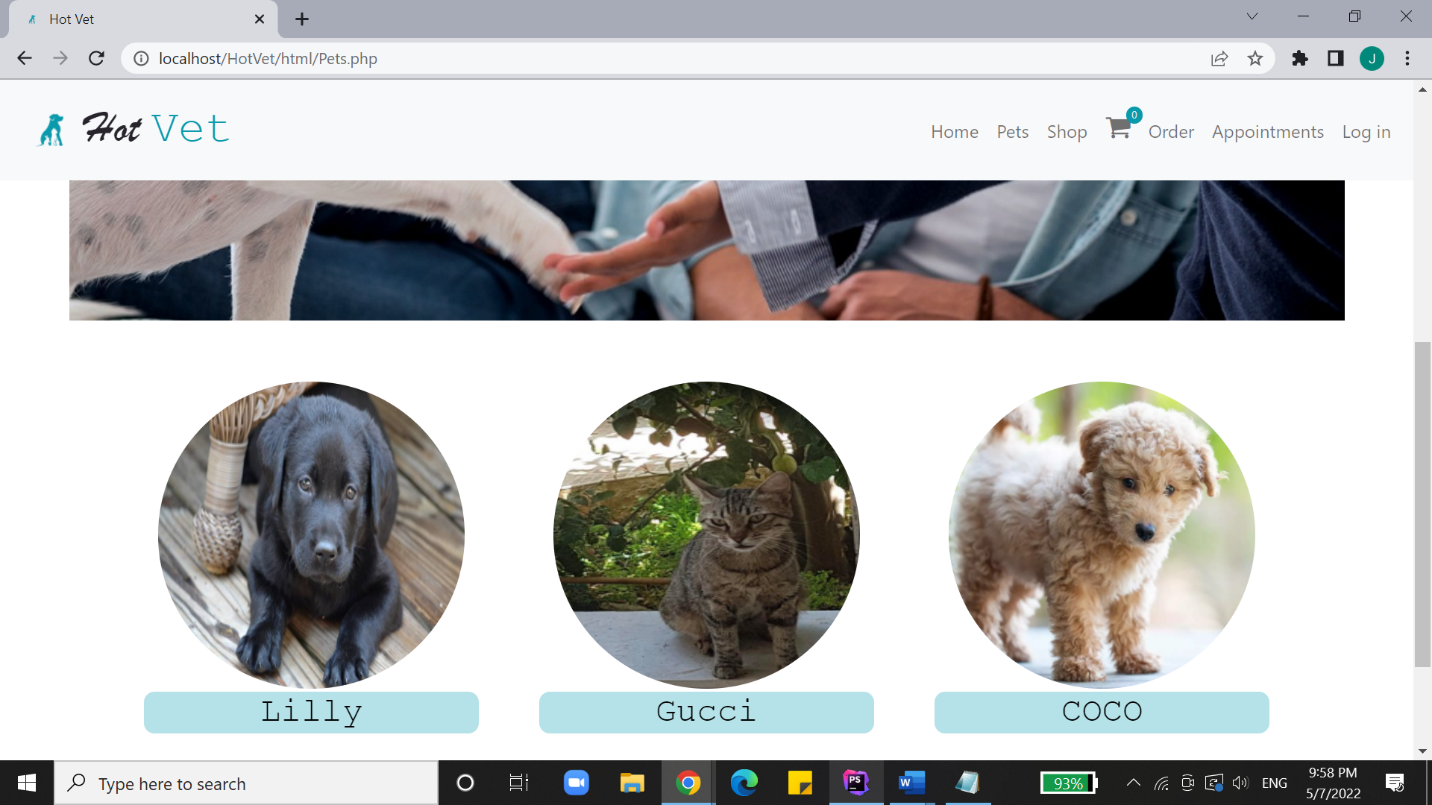 Hot Vet
localhost/HotVet/html/Pets.php
J
Hot Vet
0
Home Pets Shop Order Appointments Log in
Lilly Gucci COCO
Type here to search
PS
W
93%
ENG
9:58 PM
5/7/2022